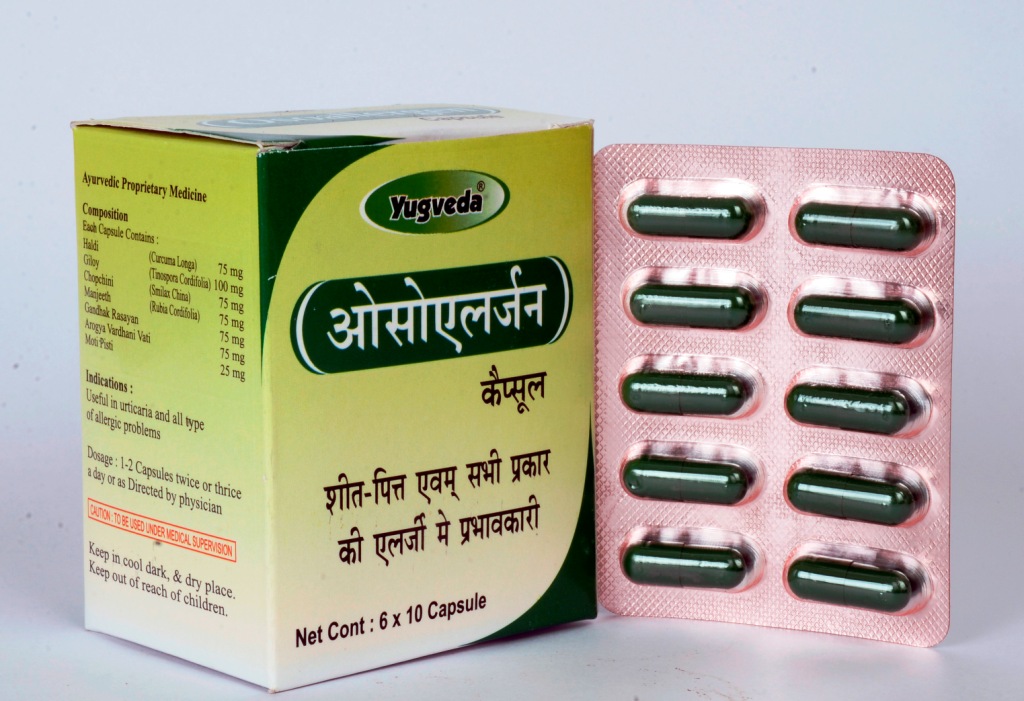 Ayurvedic Proprietary Medicine
Composition
Each Capsule Contains :
Haldi (Curcuma Longa) 75 mg
Giloy (Tinospora Cordifolia) 100 mg
Chopchini (Smilax China) 75 mg
Manjeeth (Rubia Cordifolia) 75 mg
Gandhak Rasayan 75 mg
Arogya Vardhani Vati 75 mg
Moti Pisti 25 mg
Indications :
Useful in urticaria and all type
of allergic problems
Dosage : 1-2 Capsules twice or thrice
a day or as Directed by physician
CAUTION : TO BE USED UNDER MEDICAL SUPERVISION
Keep in cool dark, & dry place.
Keep out of reach of children.
Capsule
Yugveda®
ओसोएलर्जन
कैप्सूल
शीत-पित्त एवम् सभी प्रकार
की एलर्जी मे प्रभावकारी
Net Cont : 6 x 10 Capsule